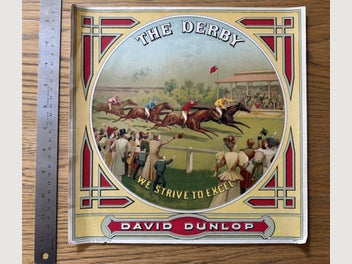 THE DERBY
WE STRIVE TO EXCEL
DAVID DUNLOP